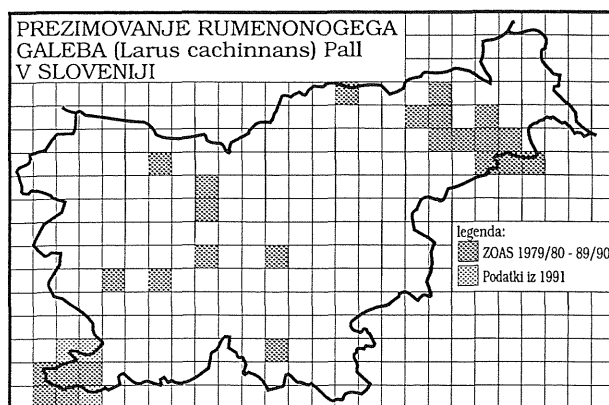 PREZIMOVANJE RUMENONOGEGA
GALEBA (Larus cachinnans) Pall
V SLOVENIJI
legenda:
ZOAS 1979/80 - 89/90
Podatki iz 1991